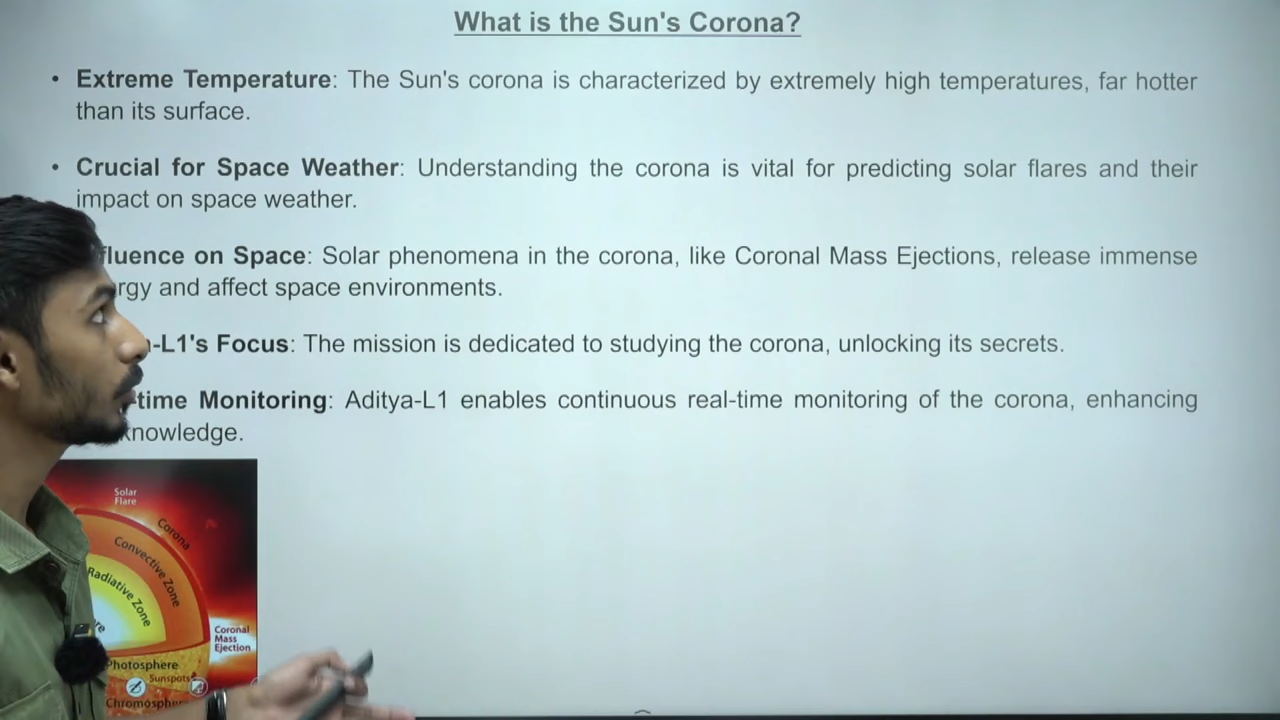 What is the Sun's Corona?
• Extreme Temperature: The Sun's corona is characterized by extremely high temperatures, far hotter
than its surface.
• Crucial for Space Weather: Understanding the corona is vital for predicting solar flares and their
impact on space weather.
fluence on Space: Solar phenomena in the corona, like Coronal Mass Ejections, release immense
rgy and affect space environments.
-L1's Focus: The mission is dedicated to studying the corona, unlocking its secrets.
time Monitoring: Aditya-L1 enables continuous real-time monitoring of the corona, enhancing
knowledge.
Solar
Flare
Corona
Convective Zone
Radiative Zone
re
Coronal
Mass
Ejection
Photosphere
Sunspots
Chromospher